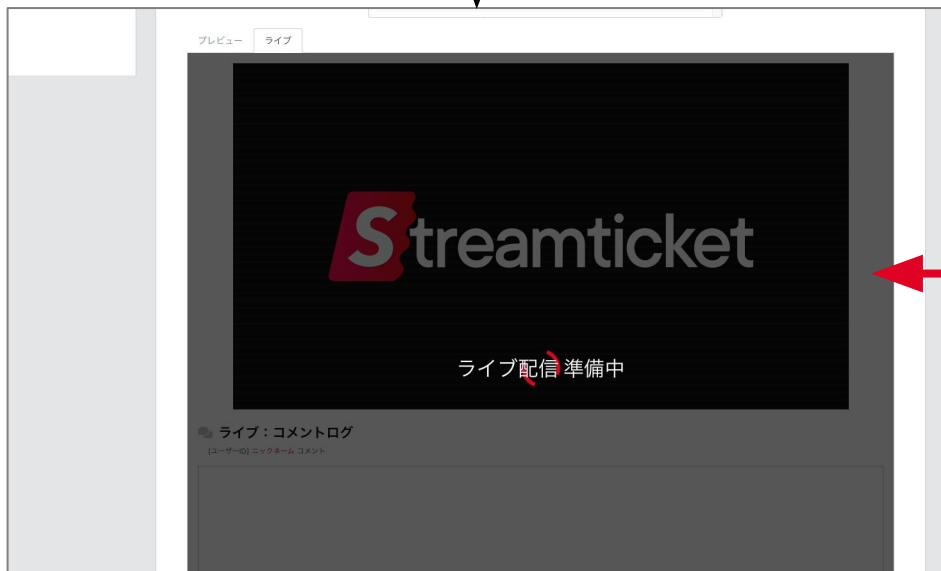 プレビュー ライブ
Streamticket
ライブ配信 準備中
ライブ：コメントログ
[ユーザーID] ニックネーム コメント